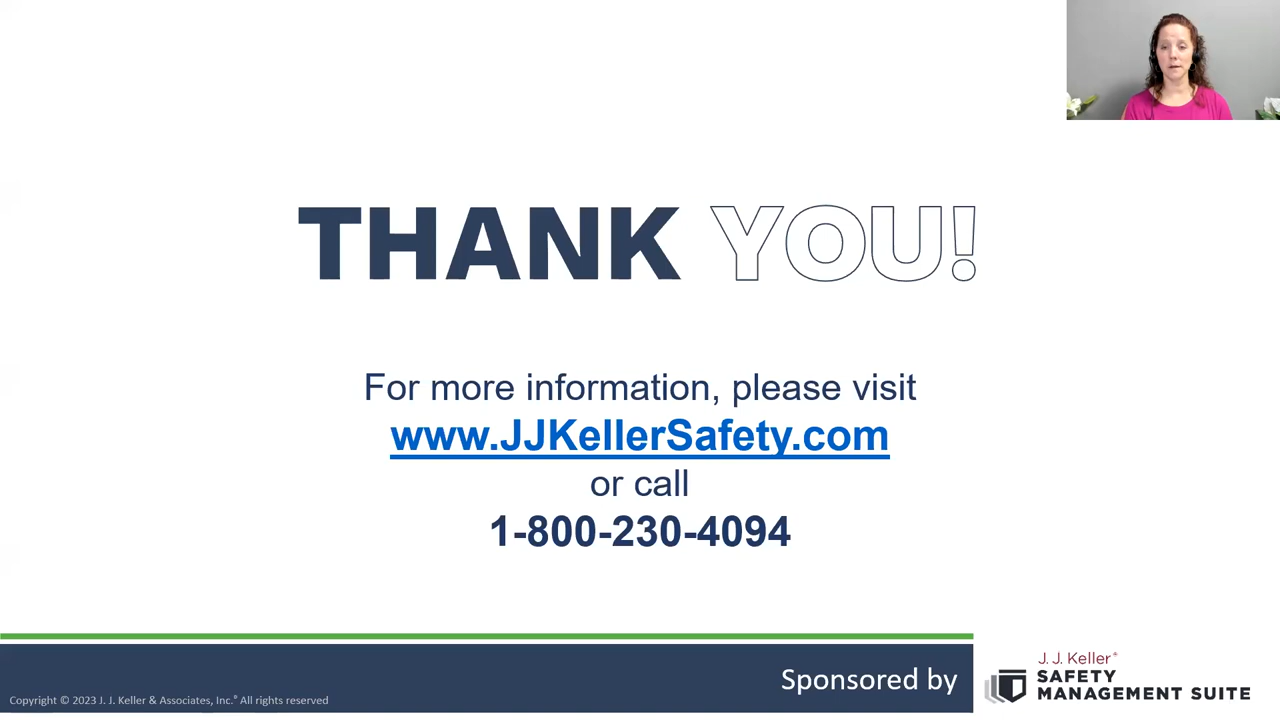 THANK YOU!
For more information, please visit
www.JJKellerSafety.com
or call
1-800-230-4094
Sponsored by
J. J. Keller®
SAFETY
MANAGEMENT SUITE
Copyright © 2023 J. J. Keller & Associates, Inc.® All rights reserved